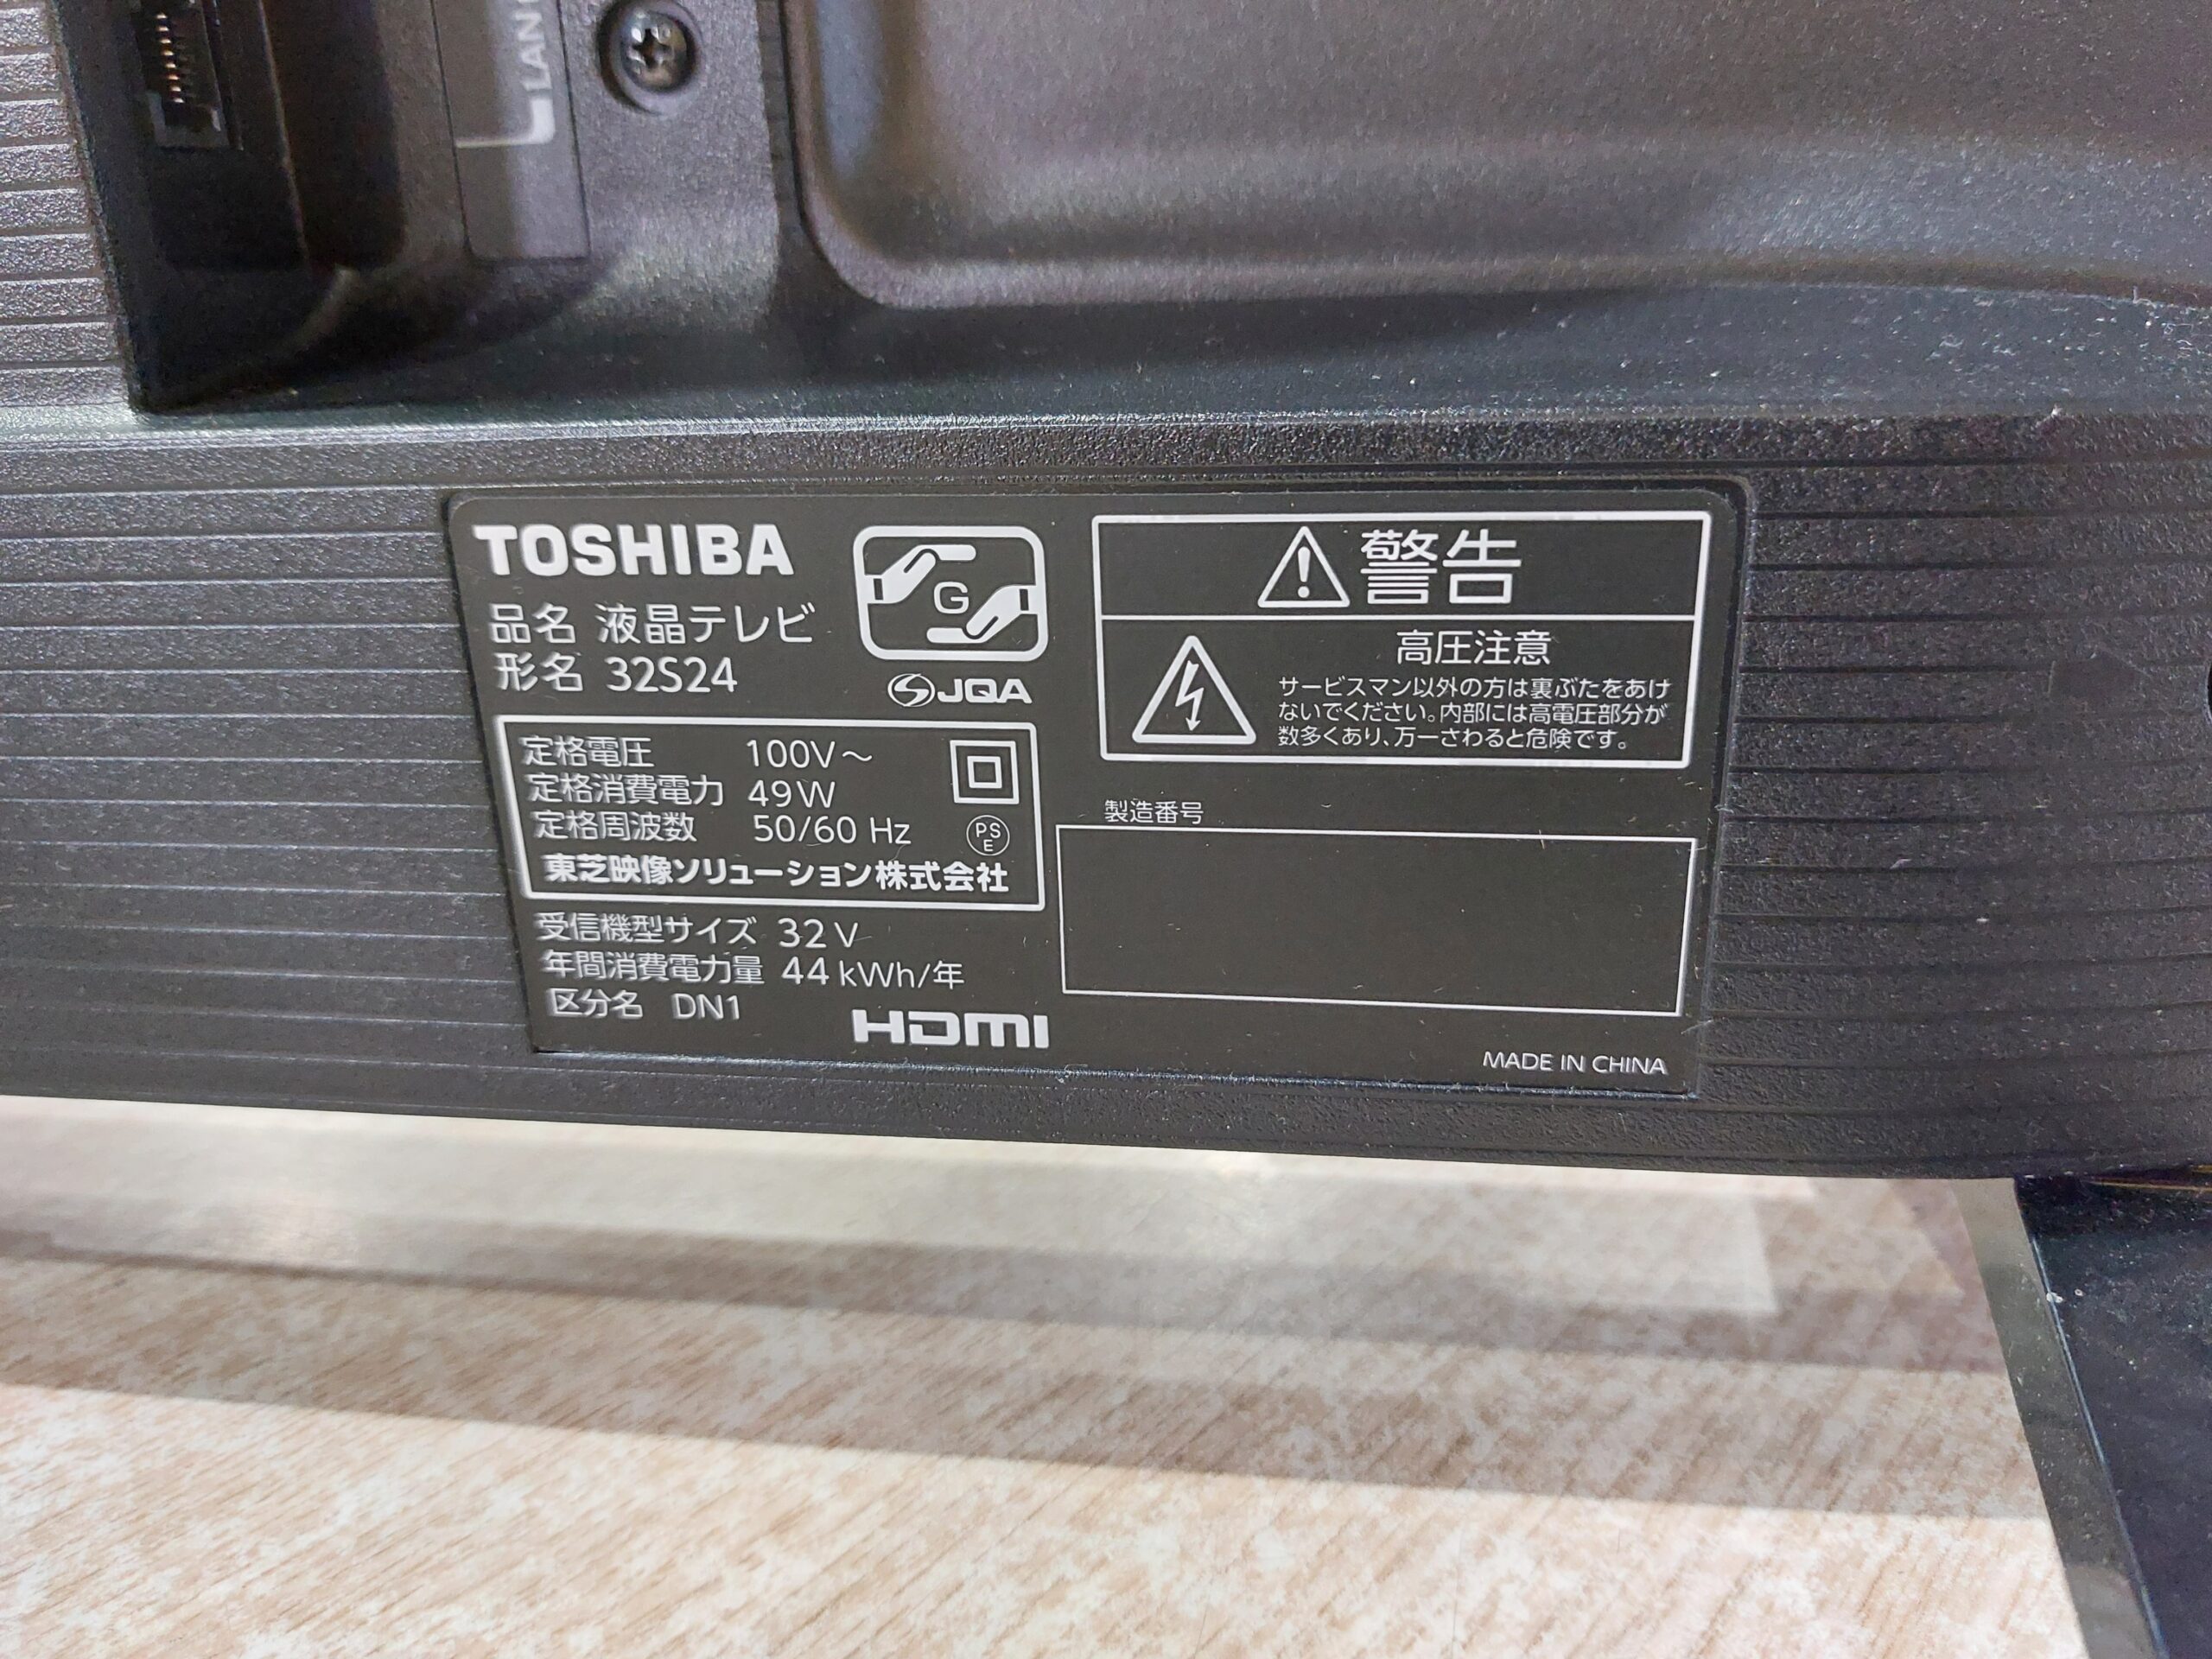 LAN
TOSHIBA
品名 液晶テレビ
形名 32S24
G
JQA
定格電圧 100V～
定格消費電力 49W
定格周波数 50/60 Hz
PS
E
東芝映像ソリューション株式会社
受信機型サイズ 32V
年間消費電力量 44kWh/年
区分名 DN1
HDMI
警告
高圧注意
サービスマン以外の方は裏ぶたをあけ
ないでください。内部には高電圧部分が
数多くあり、万一さわると危険です。
製造番号
MADE IN CHINA